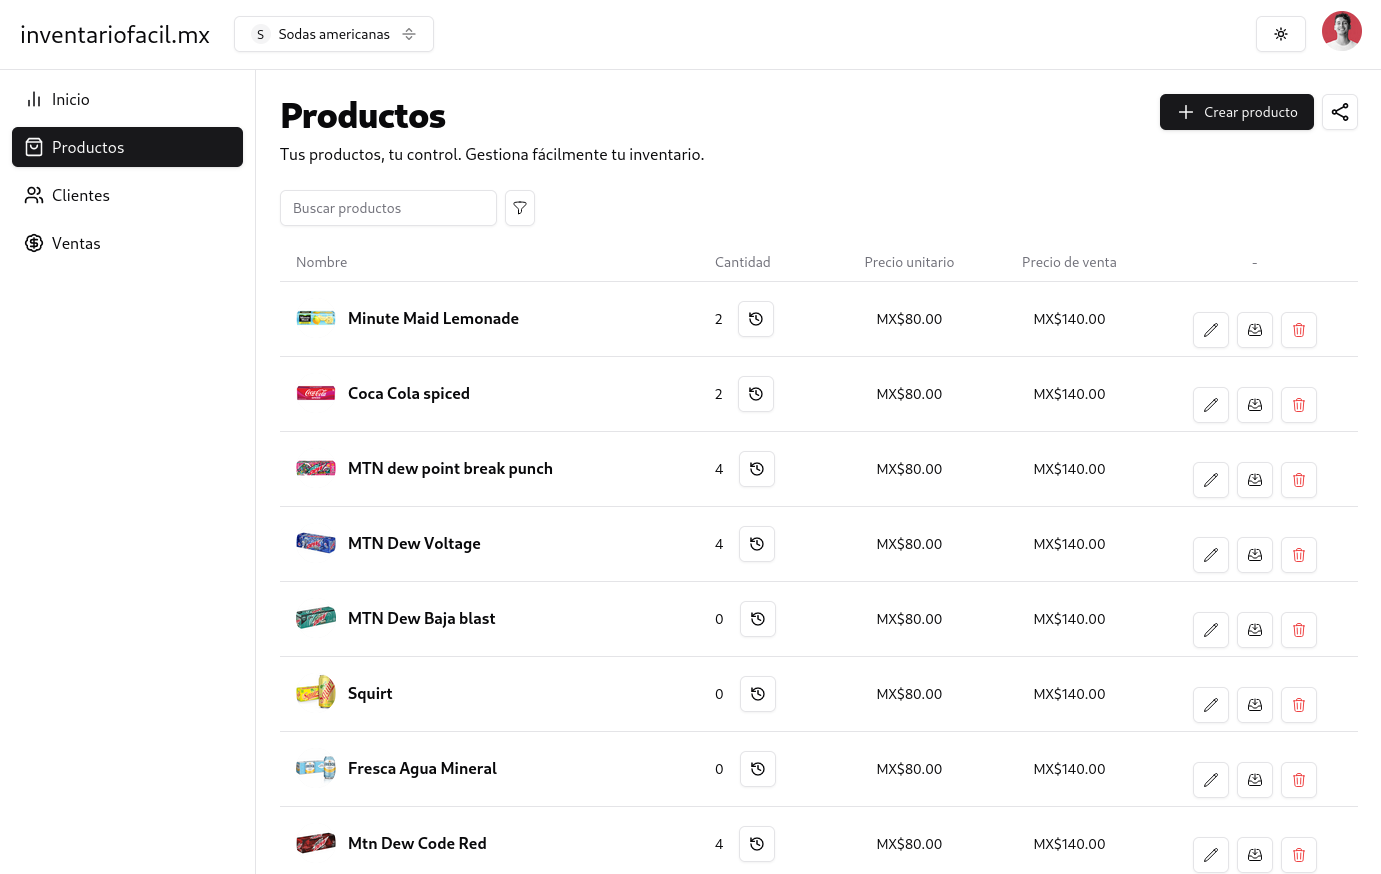 inventariofacil.mx
S Sodas americanas
Inicio
Productos
Clientes
Ventas
Productos
Crear producto
Tus productos, tu control. Gestiona fácilmente tu inventario.
Buscar productos
Nombre Cantidad Precio unitario Precio de venta -
Minute Maid Lemonade 2 MX$80.00 MX$140.00
Coca Cola spiced 2 MX$80.00 MX$140.00
MTN dew point break punch 4 MX$80.00 MX$140.00
MTN Dew Voltage 4 MX$80.00 MX$140.00
MTN Dew Baja blast 0 MX$80.00 MX$140.00
Squirt 0 MX$80.00 MX$140.00
Fresca Agua Mineral 0 MX$80.00 MX$140.00
Mtn Dew Code Red 4 MX$80.00 MX$140.00